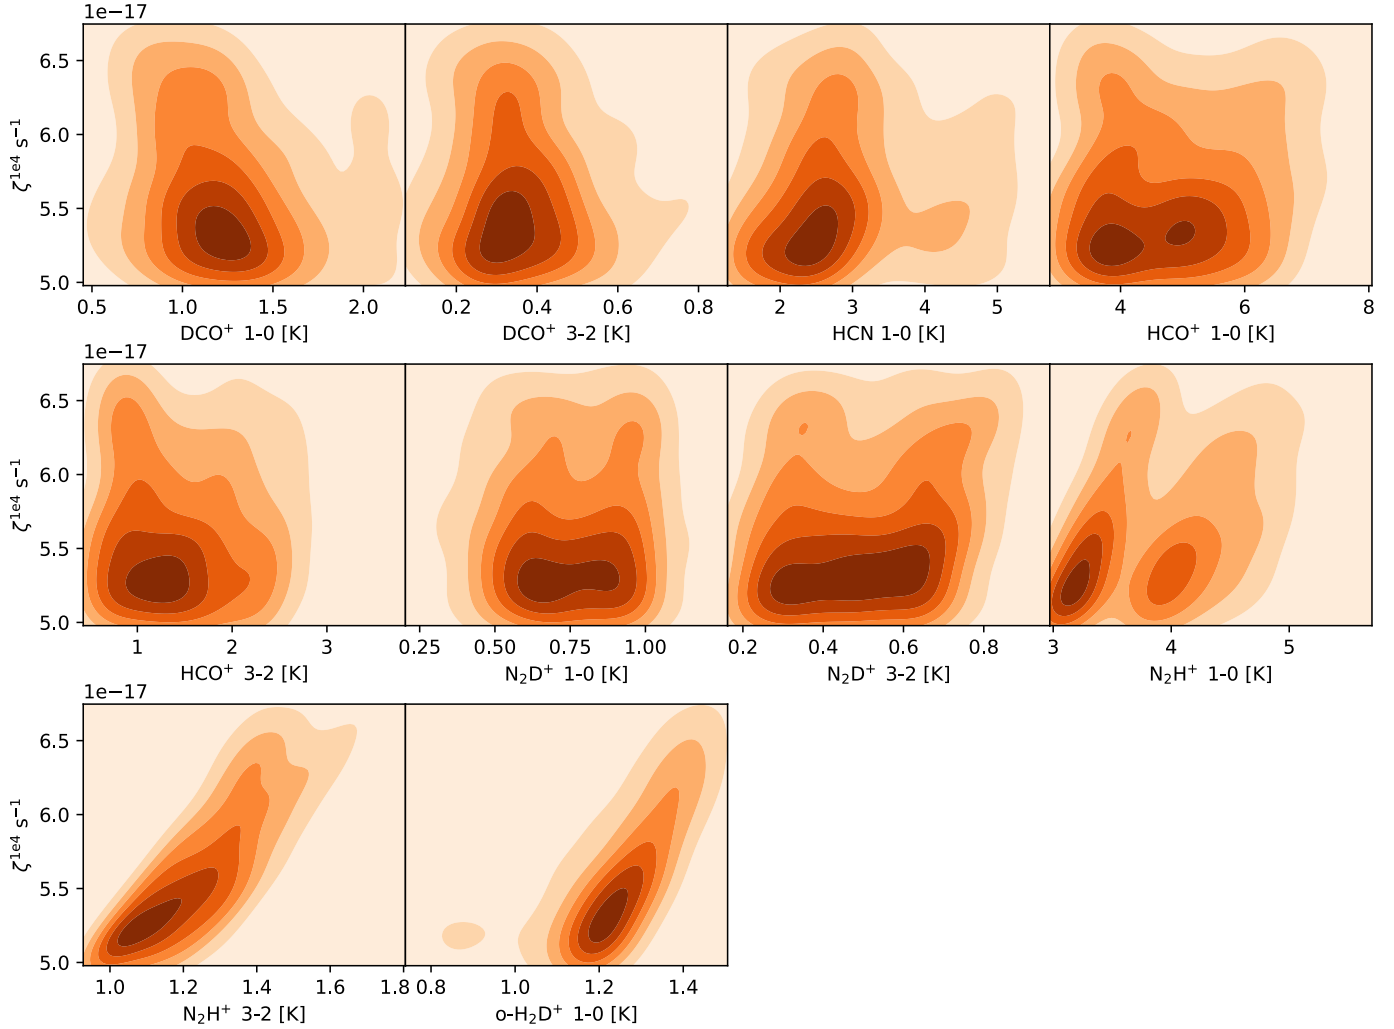 1e−17
6.5
6.0
5.5
5.0
ζ^1e4 s^−1
0.5 1.0 1.5 2.0 0.2 0.4 0.6 0.8 2 3 4 5 4 6 8
DCO⁺ 1-0 [K] DCO⁺ 3-2 [K] HCN 1-0 [K] HCO⁺ 1-0 [K]
1e−17
6.5
6.0
5.5
5.0
ζ^1e4 s^−1
1 2 3 0.25 0.50 0.75 1.00 0.2 0.4 0.6 0.8 3 4 5
HCO⁺ 3-2 [K] N₂D⁺ 1-0 [K] N₂D⁺ 3-2 [K] N₂H⁺ 1-0 [K]
1e−17
6.5
6.0
5.5
5.0
ζ^1e4 s^−1
1.0 1.2 1.4 1.6 1.8 0.8 1.0 1.2 1.4
N₂H⁺ 3-2 [K] o-H₂D⁺ 1-0 [K]